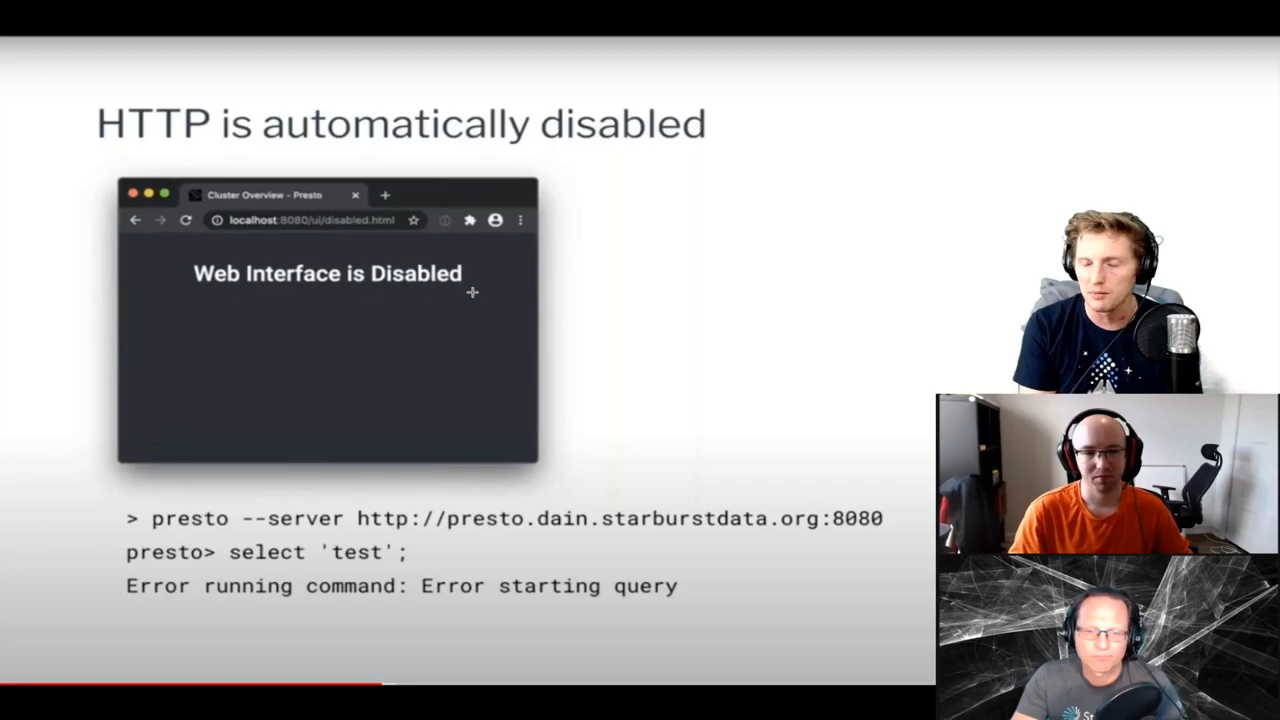 HTTP is automatically disabled
Cluster Overview - Presto
localhost:8080/ui/disabled.html
Web Interface is Disabled
> presto --server http://presto.dain.starburstdata.org:8080
presto> select 'test';
Error running command: Error starting query